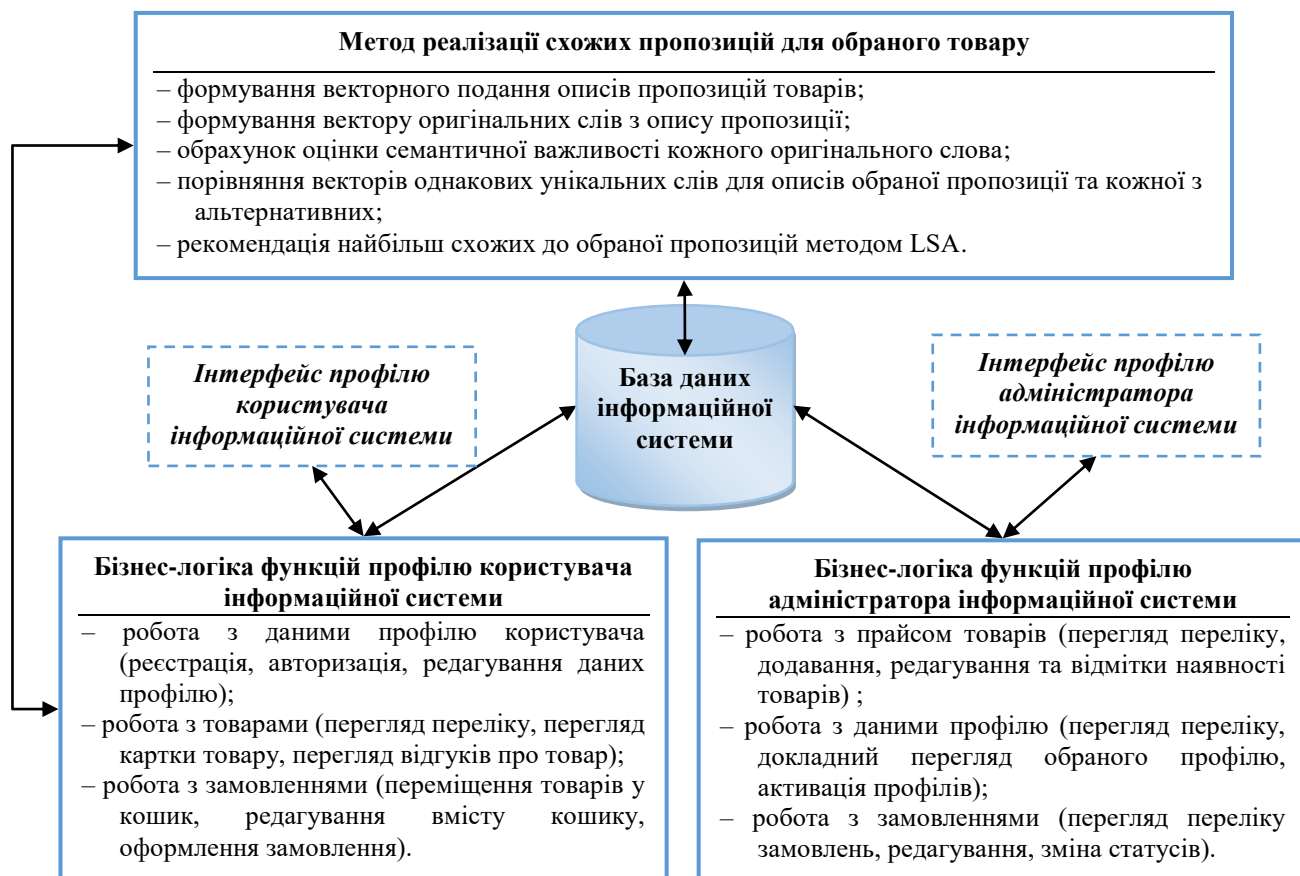 Метод реалізації схожих пропозицій для обраного товару
– формування векторного подання описів пропозицій товарів;
– формування вектору оригінальних слів з опису пропозиції;
– обрахунок оцінки семантичної важливості кожного оригінального слова;
– порівняння векторів однакових унікальних слів для описів обраної пропозиції та кожної з
альтернативних;
– рекомендація найбільш схожих до обраної пропозицій методом LSA.
Інтерфейс профілю
користувача
інформаційної системи
База даних
інформаційної
системи
Інтерфейс профілю
адміністратора
інформаційної системи
Бізнес-логіка функцій профілю користувача
інформаційної системи
– робота з даними профілю користувача
(реєстрація, авторизація, редагування даних
профілю);
– робота з товарами (перегляд переліку, перегляд
картки товару, перегляд відгуків про товар);
– робота з замовленнями (переміщення товарів у
кошик, редагування вмісту кошику,
оформлення замовлення).
Бізнес-логіка функцій профілю
адміністратора інформаційної системи
– робота з прайсом товарів (перегляд переліку,
додавання, редагування та відмітки наявності
товарів) ;
– робота з даними профілю (перегляд переліку,
докладний перегляд обраного профілю,
активація профілів);
– робота з замовленнями (перегляд переліку
замовлень, редагування, зміна статусів).